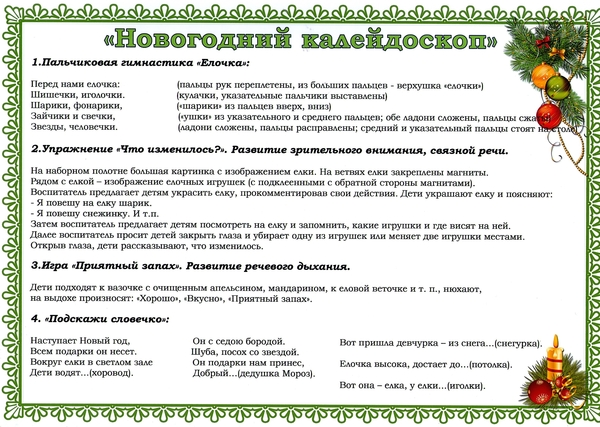 «Новогодний калейдоскоп»
1.Пальчиковая гимнастика «Елочка»:
Перед нами елочка: (пальцы рук переплетены, из больших пальцев - верхушка «елочки»)
Шишечки, иголочки. (кулачки, указательные пальчики выставлены)
Шарики, фонарики, («шарики» из пальцев вверх, вниз)
Зайчики и свечки, («ушки» из указательного и среднего пальцев; обе ладони сложены, пальцы сжаты)
Звезды, человечки. (ладони сложены, пальцы расправлены; средний и указательный пальцы стоят на столе)
2.Упражнение «Что изменилось?». Развитие зрительного внимания, связной речи.
На наборном полотне большая картинка с изображением елки. На ветвях елки закреплены магниты.
Рядом с елкой – изображение елочных игрушек (с подклеенными с обратной стороны магнитами).
Воспитатель предлагает детям украсить елку, прокомментировав свои действия. Дети украшают елку и поясняют:
- Я повешу на елку шарик.
- Я повешу снежинку. И т.п.
Затем воспитатель предлагает детям посмотреть на елку и запомнить, какие игрушки и где висят на ней.
Далее воспитатель просит детей закрыть глаза и убирает одну из игрушек или меняет две игрушки местами.
Открыв глаза, дети рассказывают, что изменилось.
3.Игра «Приятный запах». Развитие речевого дыхания.
Дети подходят к вазочке с очищенным апельсином, мандарином, к еловой веточке и т. п., нюхают,
на выдохе произносят: «Хорошо», «Вкусно», «Приятный запах».
4. «Подскажи словечко»:
Наступает Новый год,
Всем подарки он несет.
Вокруг елки в светлом зале
Дети водят...(хоровод).
Он с седою бородой.
Шуба, посох со звездой.
Он подарки нам принес,
Добрый...(дедушка Мороз).
Вот пришла девчурка – из снега...(снегурка).
Елочка высока, достает до...(потолка).
Вот она – елка, у елки...(иголки).